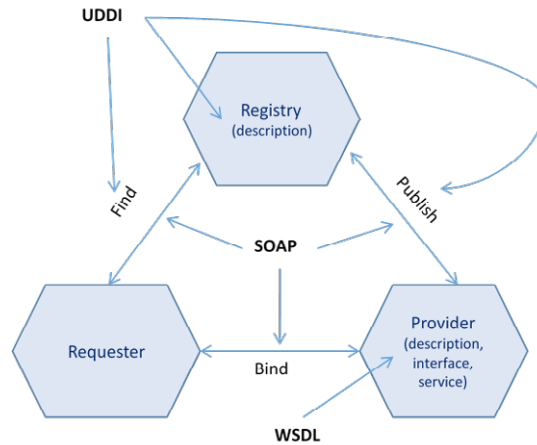 UDDI
Registry
(description)
Find
Publish
SOAP
Requester
Provider
(description,
interface,
service)
Bind
WSDL